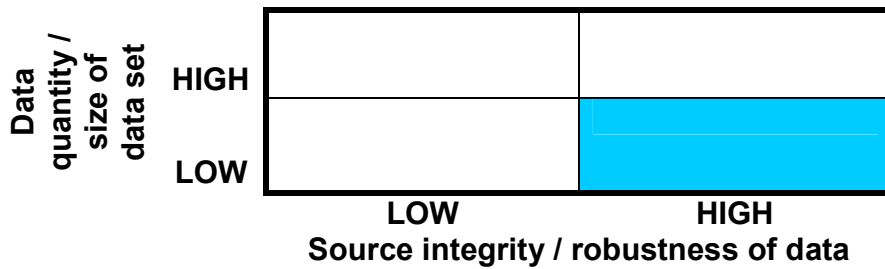 Data
quantity /
size of
data set
HIGH
LOW
LOW HIGH
Source integrity / robustness of data